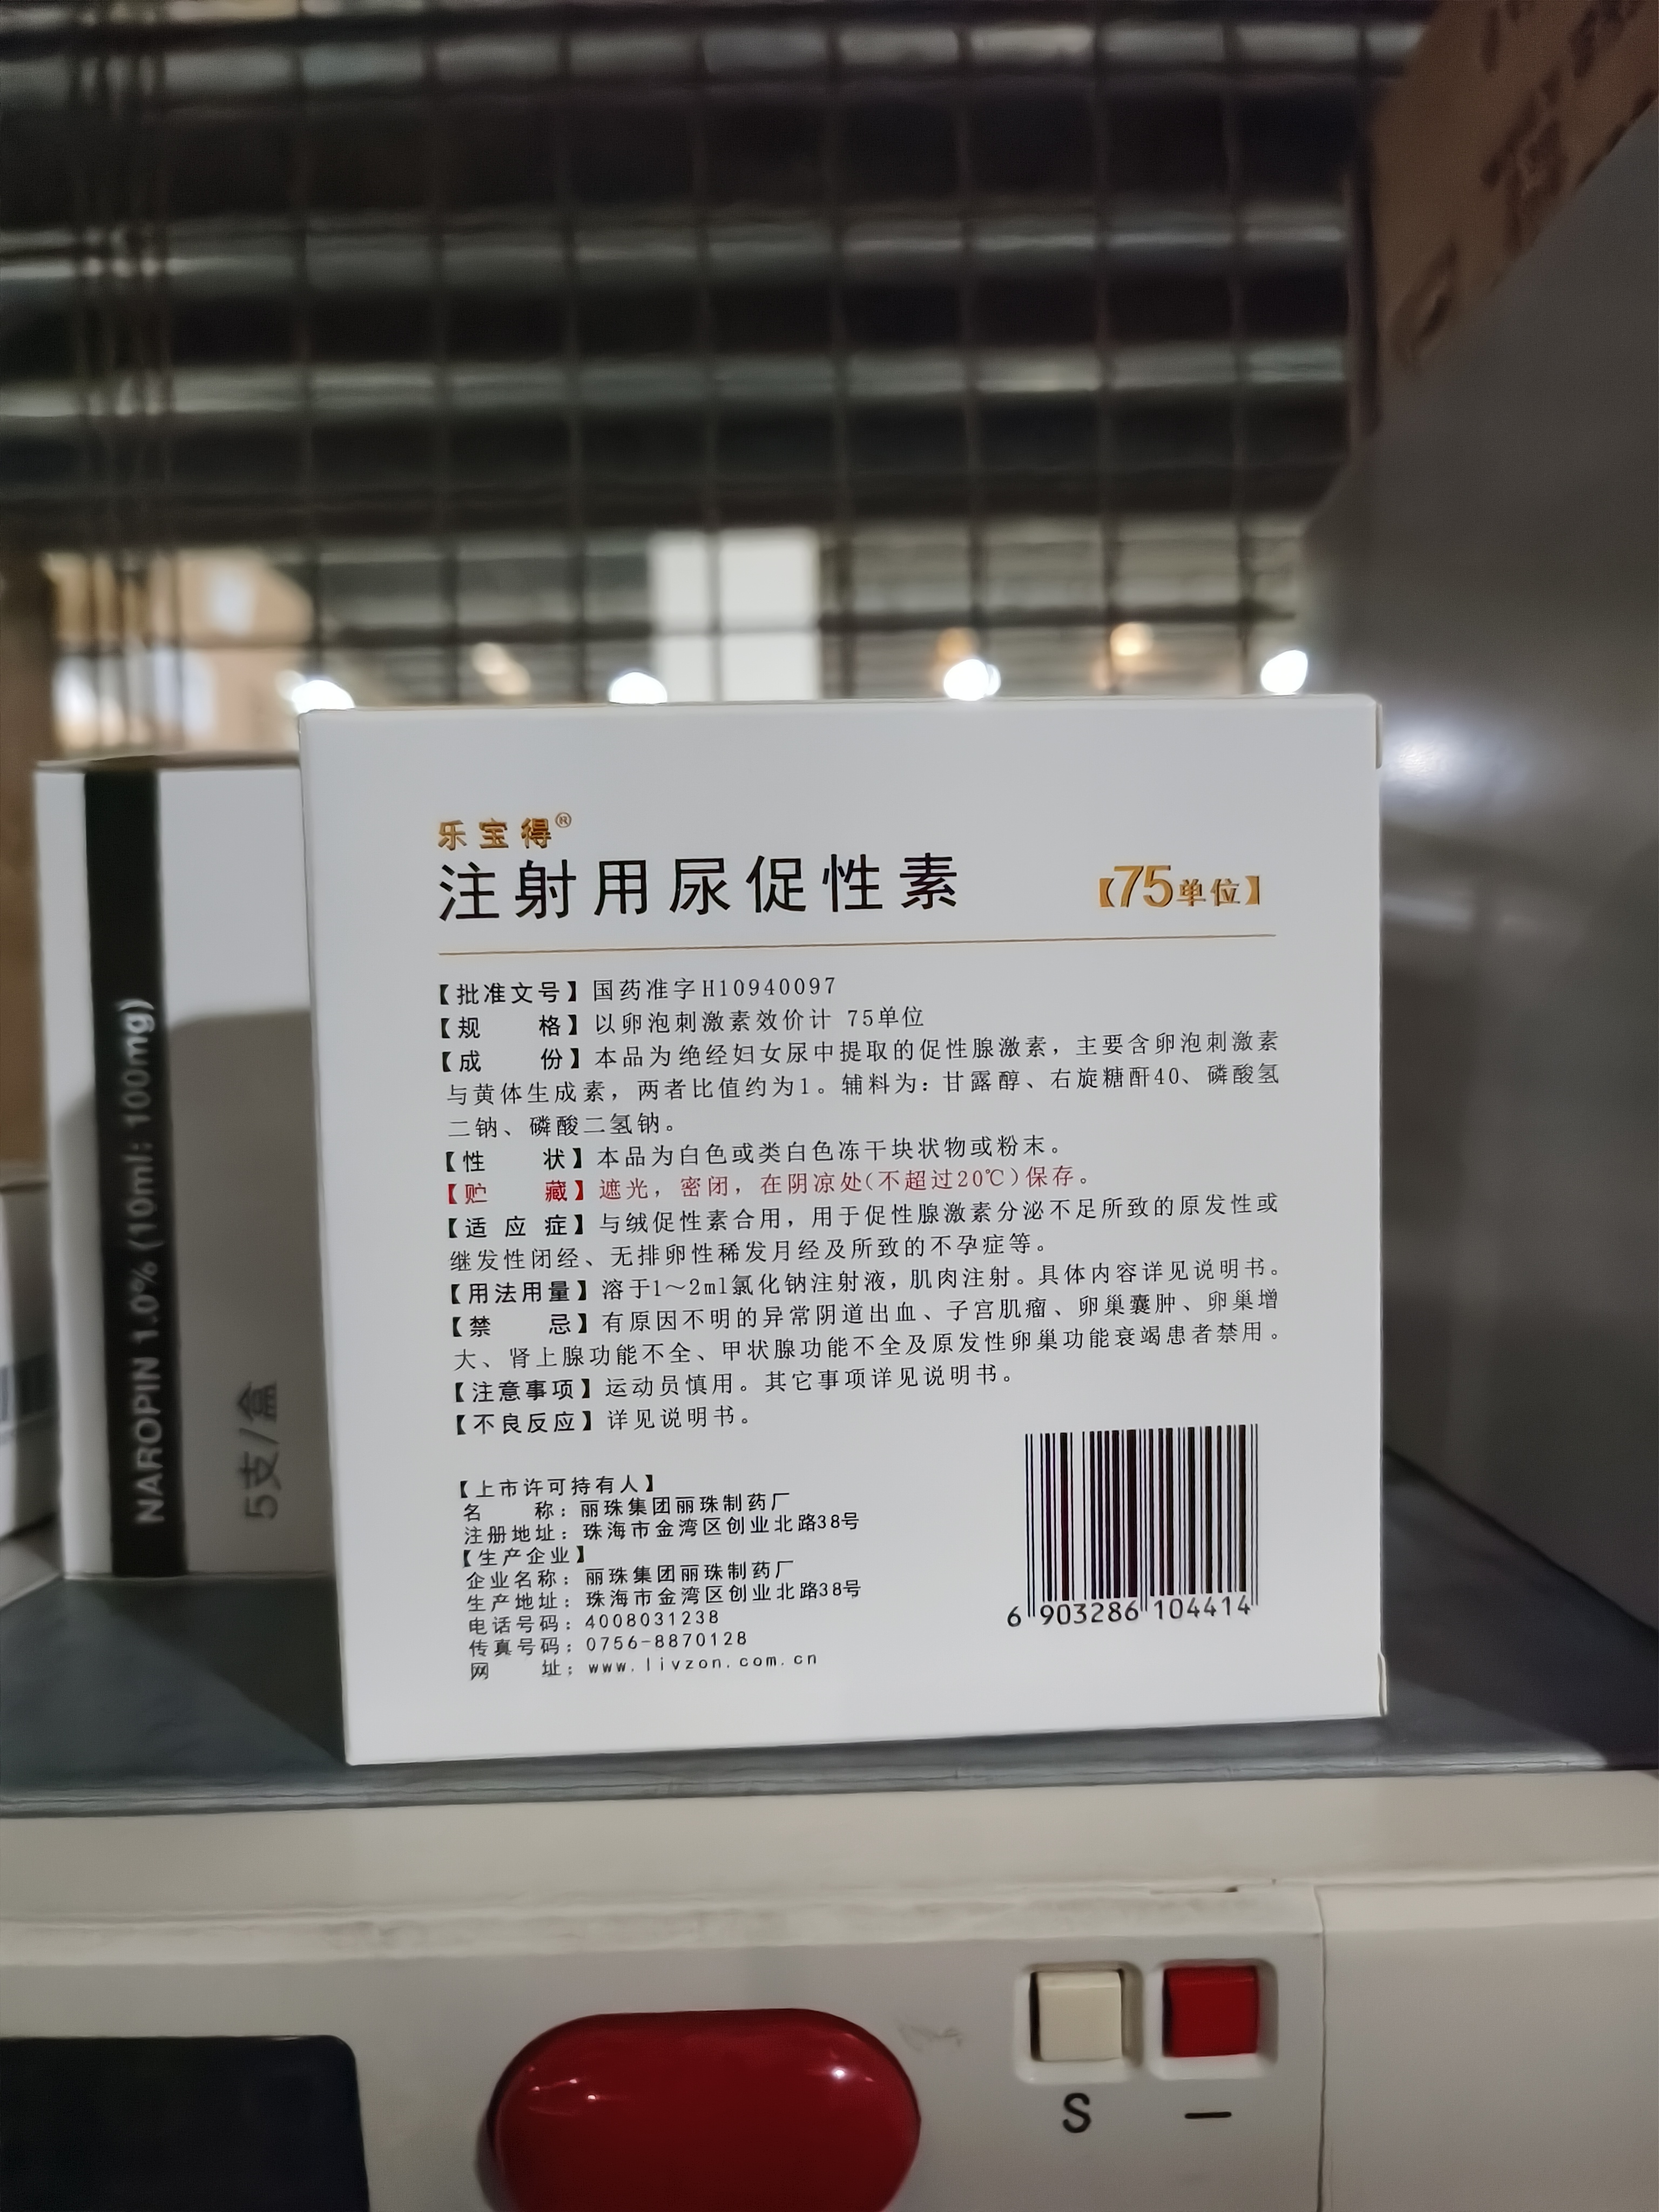 乐宝得®
注射用尿促性素 【75单位】
【批准文号】国药准字H10940097
【规 格】以卵泡刺激素效价计 75单位
【成 份】本品为绝经妇女尿中提取的促性腺激素，主要含卵泡刺激素
与黄体生成素，两者比值约为1。辅料为：甘露醇、右旋糖酐40、磷酸氢
二钠、磷酸二氢钠。
【性 状】本品为白色或类白色冻干块状物或粉末。
【贮 藏】遮光，密闭，在阴凉处(不超过20℃)保存。
【适 应 症】与绒促性素合用，用于促性腺激素分泌不足所致的原发性或
继发性闭经、无排卵性稀发月经及所致的不孕症等。
【用法用量】溶于1～2ml氯化钠注射液，肌肉注射。具体内容详见说明书。
【禁 忌】有原因不明的异常阴道出血、子宫肌瘤、卵巢囊肿、卵巢增
大、肾上腺功能不全、甲状腺功能不全及原发性卵巢功能衰竭患者禁用。
【注意事项】运动员慎用。其它事项详见说明书。
【不良反应】详见说明书。
【上市许可持有人】
名 称：丽珠集团丽珠制药厂
注册地址：珠海市金湾区创业北路38号
【生产企业】
企业名称：丽珠集团丽珠制药厂
生产地址：珠海市金湾区创业北路38号
电话号码：4008031238
传真号码：0756-8870128
网 址：www.livzon.com.cn
6 903286 104414
NAROPIN 1.0% (10ml: 100mg)
5支/盒
S
—